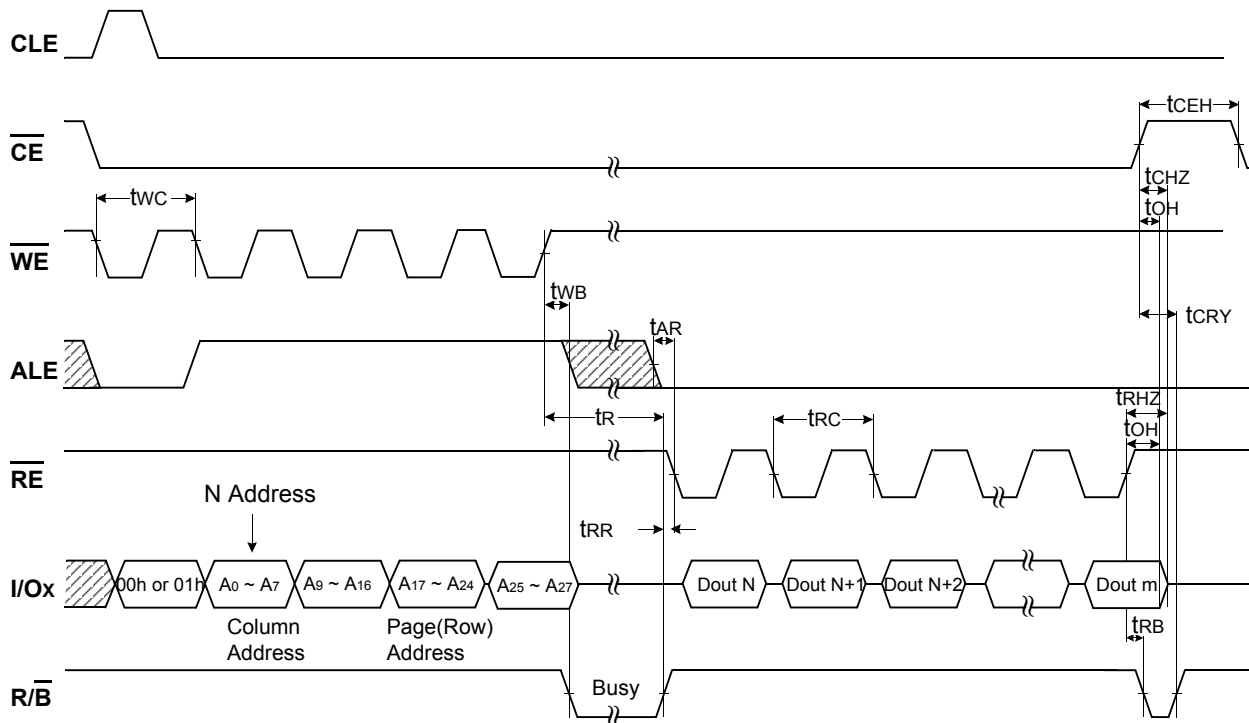 CLE
tCEH
CE
tCHZ
tWC
tOH
WE
tWB
tCRY
tAR
ALE
tRHZ
tR
tRC
tOH
RE
N Address
tRR
I/Ox
00h or 01h
A0 ~ A7
A9 ~ A16
A17 ~ A24
A25 ~ A27
Dout N
Dout N+1
Dout N+2
Dout m
Column
Address
Page(Row)
Address
tRB
R/B
Busy